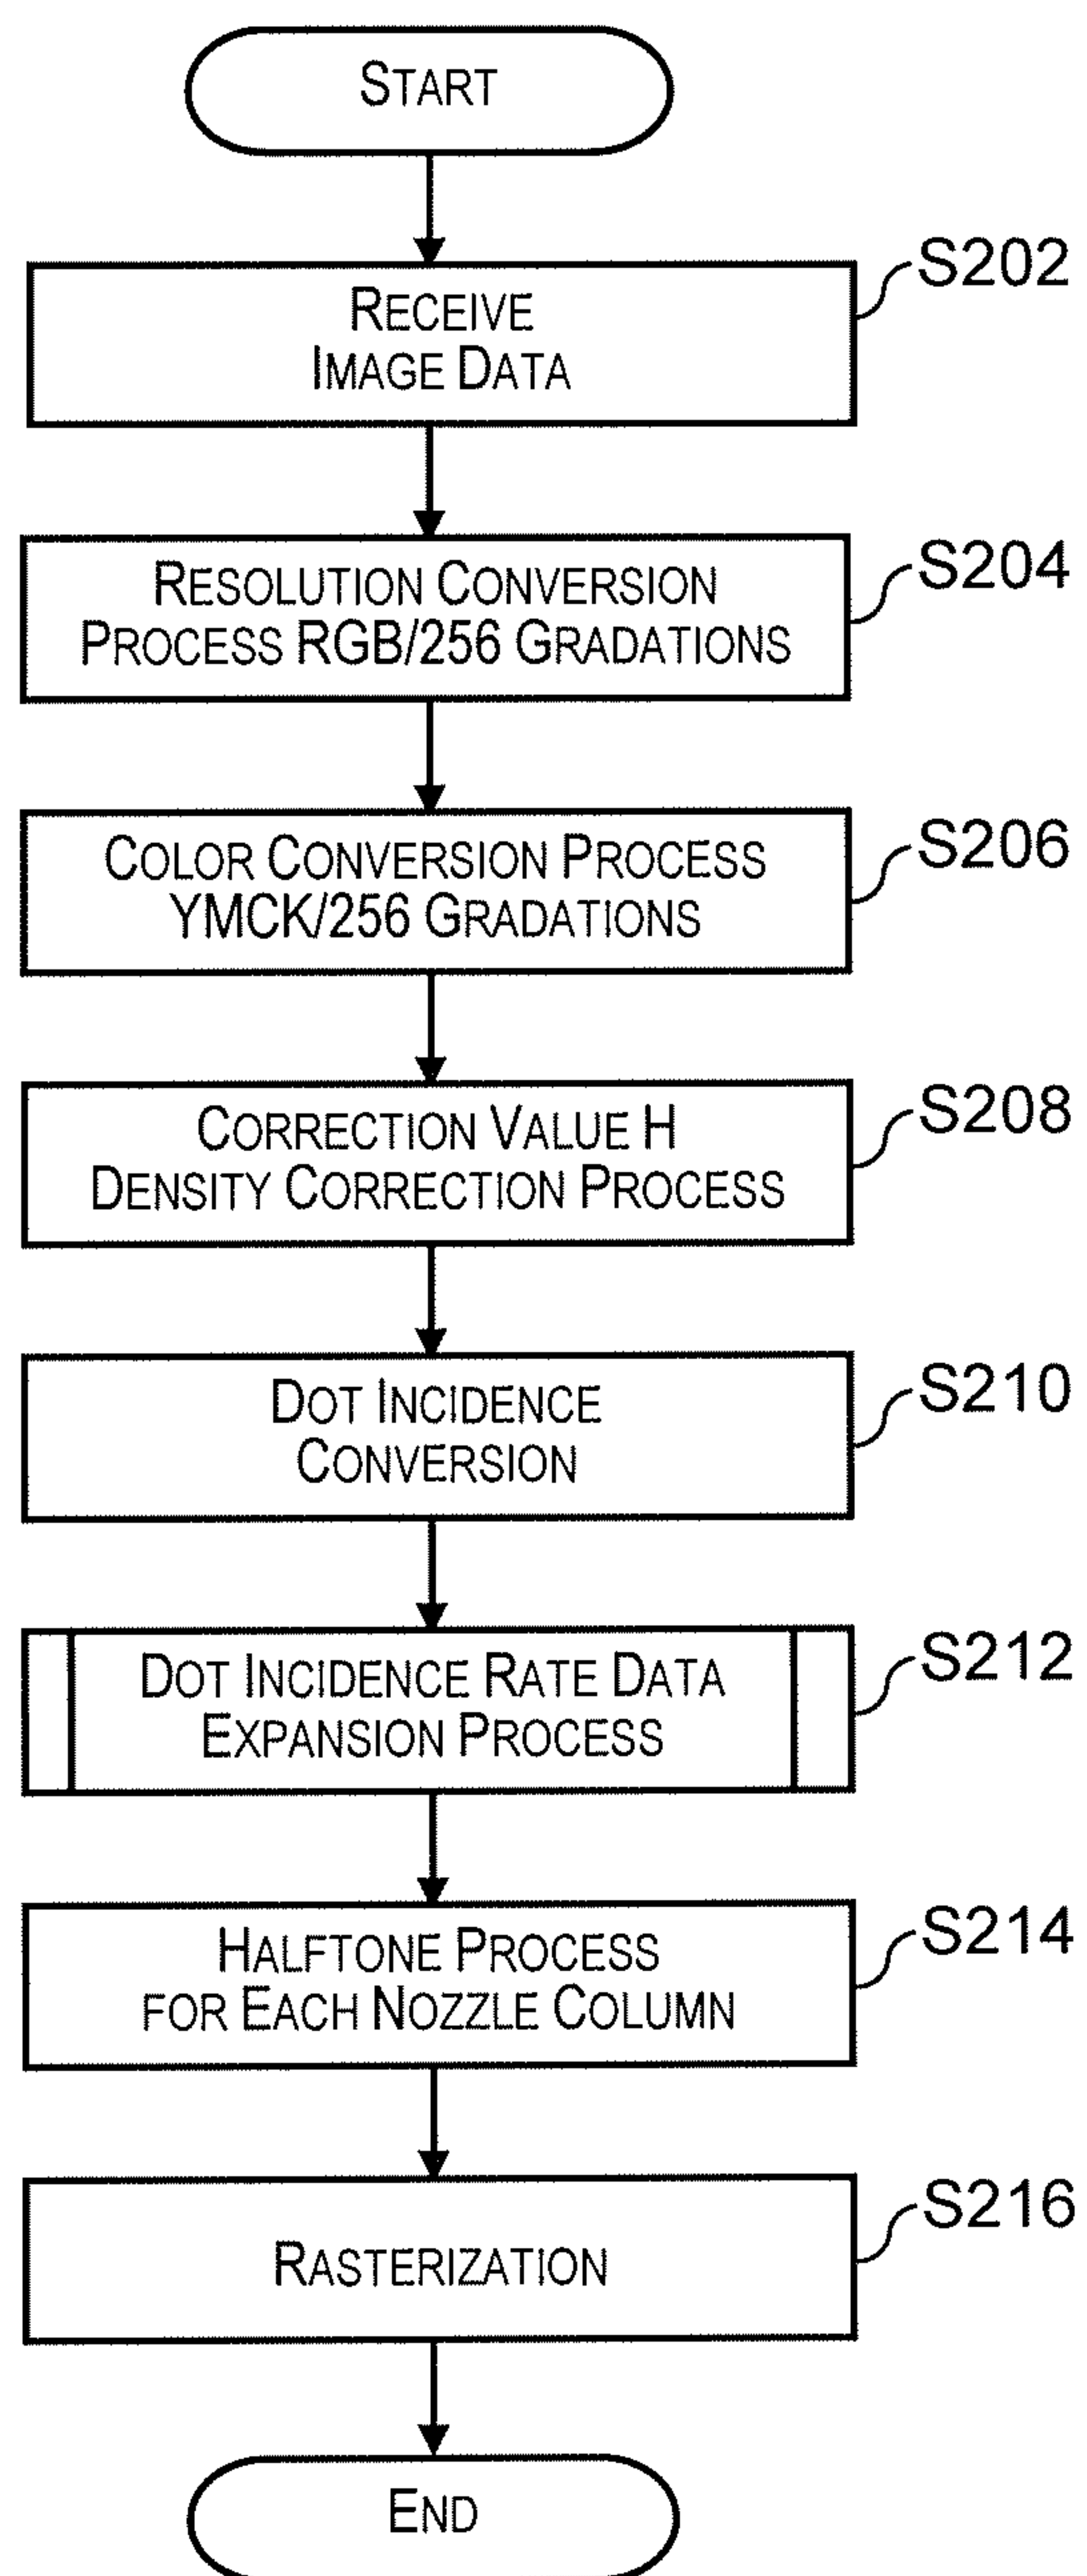 START
RECEIVE
IMAGE DATA
S202
RESOLUTION CONVERSION
PROCESS RGB/256 GRADATIONS
S204
COLOR CONVERSION PROCESS
YMCK/256 GRADATIONS
S206
CORRECTION VALUE H
DENSITY CORRECTION PROCESS
S208
DOT INCIDENCE
CONVERSION
S210
DOT INCIDENCE RATE DATA
EXPANSION PROCESS
S212
HALFTONE PROCESS
FOR EACH NOZZLE COLUMN
S214
RASTERIZATION
S216
END